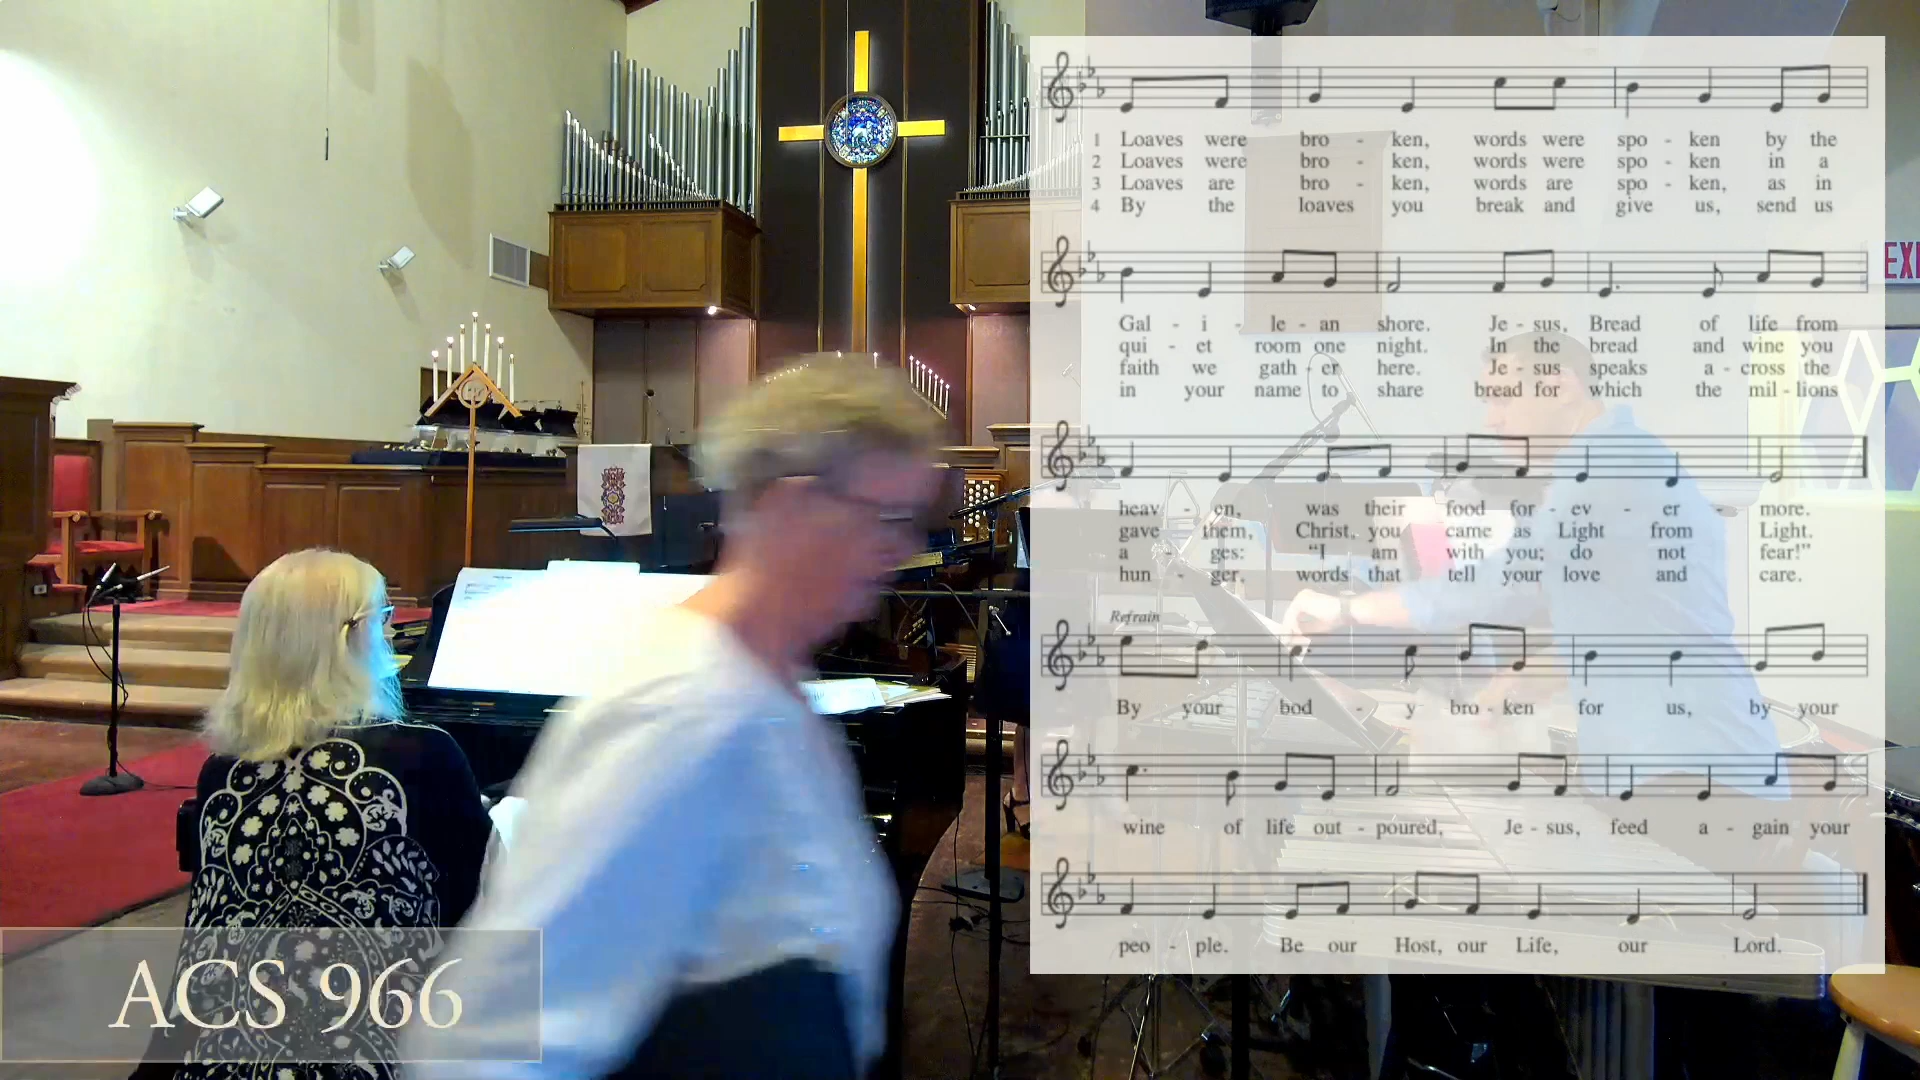 1 Loaves were bro - ken, words were spo - ken by the
2 Loaves were bro - ken, words were spo - ken in a
3 Loaves are bro - ken, words are spo - ken, as in
4 By the loaves you break and give us, send us
Gal - i - le - an shore. Je - sus, Bread of life from
qui - et room one night. In the bread and wine you
faith we gath - er here. Je - sus speaks a - cross the
in your name to share bread for which the mil - lions
heav - en, was their food for - ev - er - more.
gave them, Christ, you came as Light from Light.
a - ges: “I am with you; do not fear!”
hun - ger, words that tell your love and care.
Refrain
By your bod - y bro - ken for us, by your
wine of life out - poured, Je - sus, feed a - gain your
peo - ple. Be our Host, our Life, our Lord.
ACS 966